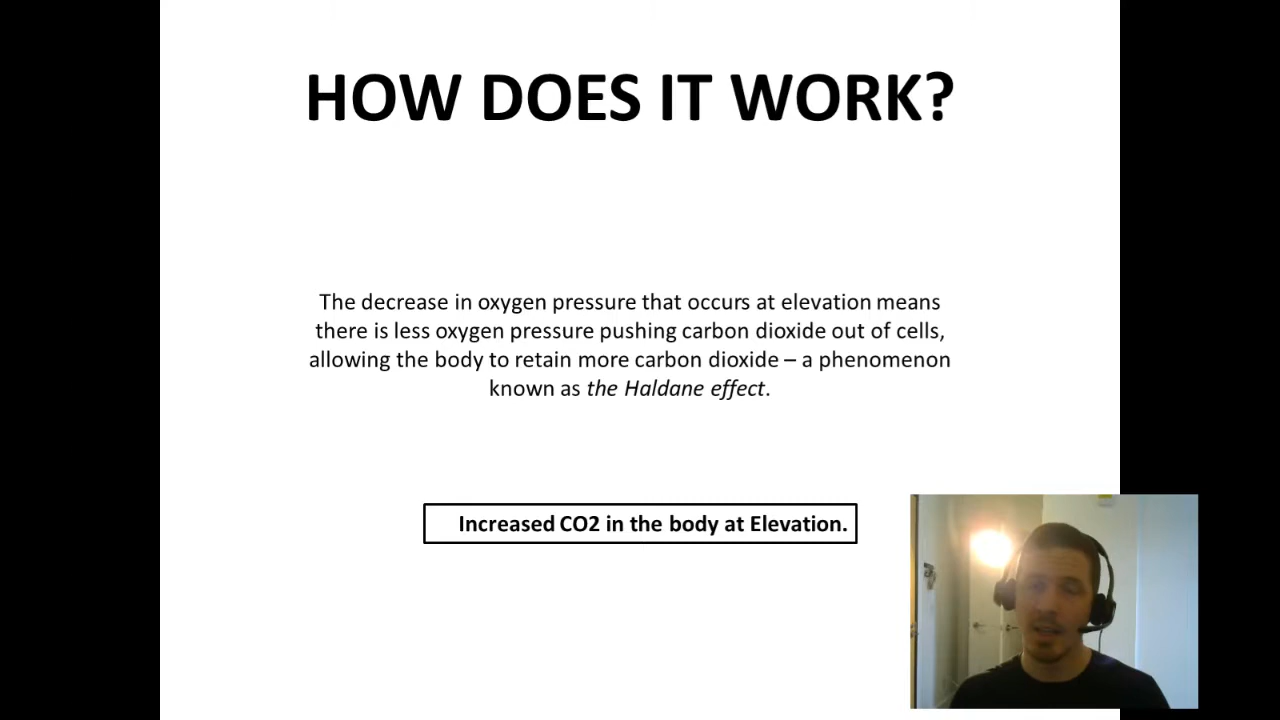 HOW DOES IT WORK?
The decrease in oxygen pressure that occurs at elevation means
there is less oxygen pressure pushing carbon dioxide out of cells,
allowing the body to retain more carbon dioxide – a phenomenon
known as the Haldane effect.
Increased CO2 in the body at Elevation.